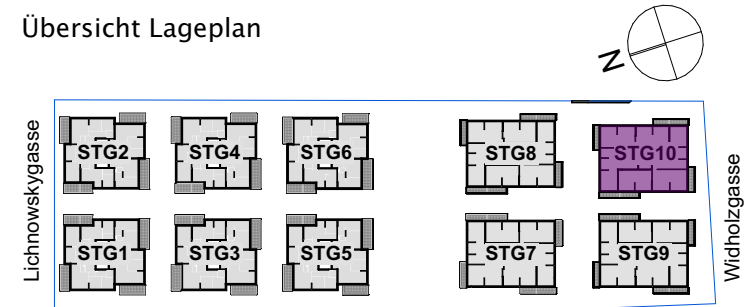 Übersicht Lageplan
N
Lichnowskygasse
STG2 STG4 STG6 STG8 STG10
STG1 STG3 STG5 STG7 STG9
Widholzgasse